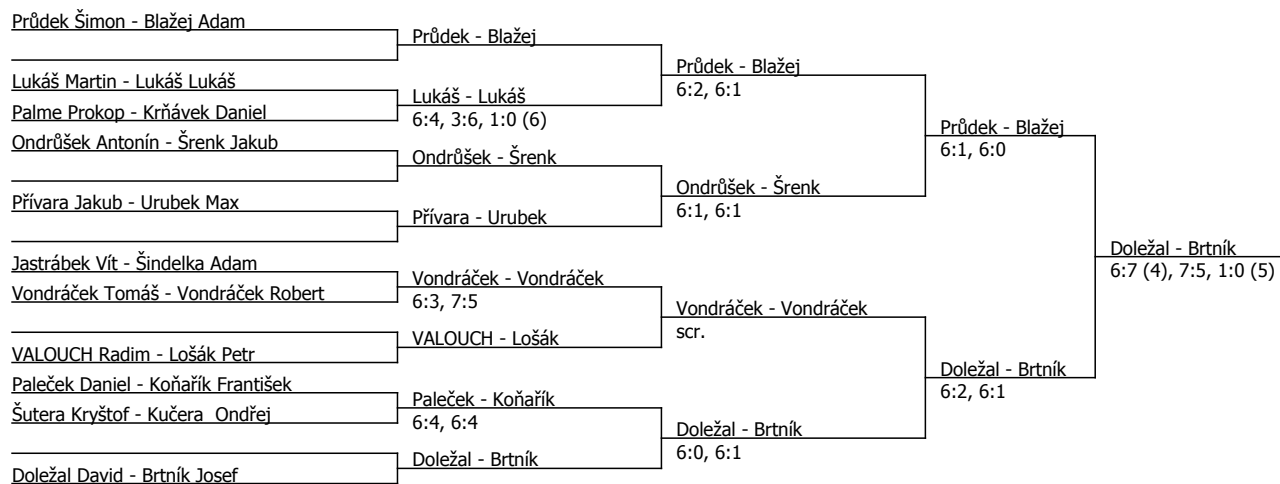 Průdek Šimon - Blažej Adam
Lukáš Martin - Lukáš Lukáš
Palme Prokop - Krňávek Daniel
Ondrůšek Antonín - Šrenk Jakub
Přívara Jakub - Urubek Max
Jastrábek Vít - Šindelka Adam
Vondráček Tomáš - Vondráček Robert
VALOUCH Radim - Lošák Petr
Paleček Daniel - Koňařík František
Šutera Kryštof - Kučera  Ondřej
Doležal David - Brtník Josef
Průdek - Blažej
Lukáš - Lukáš
6:4, 3:6, 1:0 (6)
Ondrůšek - Šrenk
Přívara - Urubek
Vondráček - Vondráček
6:3, 7:5
VALOUCH - Lošák
Paleček - Koňařík
6:4, 6:4
Doležal - Brtník
Průdek - Blažej
6:2, 6:1
Ondrůšek - Šrenk
6:1, 6:1
Vondráček - Vondráček
scr.
Doležal - Brtník
6:0, 6:1
Průdek - Blažej
6:1, 6:0
Doležal - Brtník
6:2, 6:1
Doležal - Brtník
6:7 (4), 7:5, 1:0 (5)